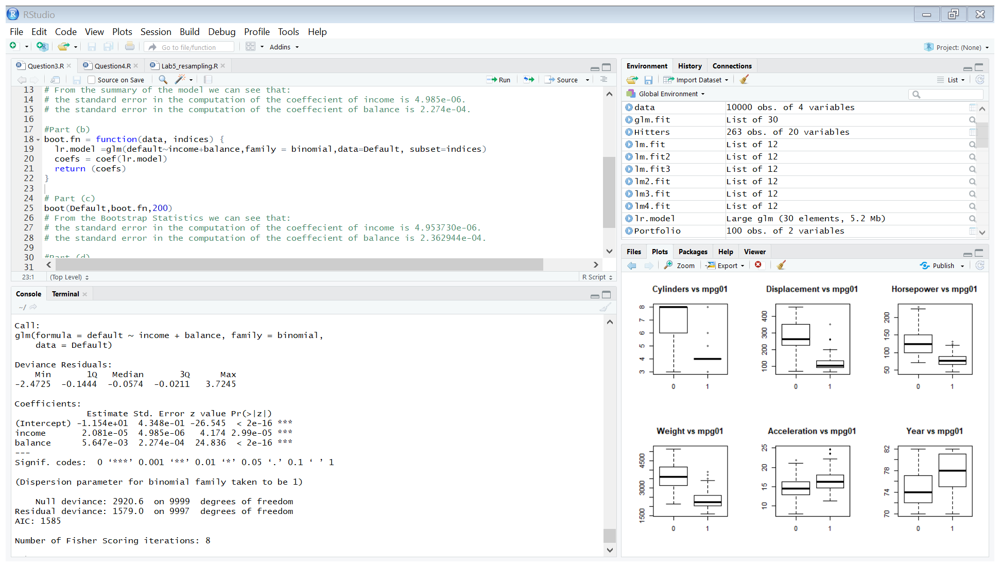 RStudio
File Edit Code View Plots Session Build Debug Profile Tools Help
Go to file/function Addins Project: (None)
Question3.R Question4.R Lab5_resampling.R
Source on Save Run Source
13 # From the summary of the model we can see that:
14 # the standard error in the computation of the coeffecient of income is 4.985e-06.
15 # the standard error in the computation of the coeffecient of balance is 2.274e-04.
16
17 #Part (b)
18 boot.fn = function(data, indices) {
19 lr.model =glm(default~income+balance,family = binomial,data=Default, subset=indices)
20 coefs = coef(lr.model)
21 return (coefs)
22 }
23
24 # Part (c)
25 boot(Default,boot.fn,200)
26 # From the Bootstrap Statistics we can see that:
27 # the standard error in the computation of the coeffecient of income is 4.953730e-06.
28 # the standard error in the computation of the coeffecient of balance is 2.362944e-04.
29
30 #Part (d)
31
23:1 (Top Level) R Script
Console Terminal
~/
Call:
glm(formula = default ~ income + balance, family = binomial,
data = Default)
Deviance Residuals:
Min 1Q Median 3Q Max
-2.4725 -0.1444 -0.0574 -0.0211 3.7245
Coefficients:
Estimate Std. Error z value Pr(>|z|)
(Intercept) -1.154e+01 4.348e-01 -26.545 < 2e-16 ***
income 2.081e-05 4.985e-06 4.174 2.99e-05 ***
balance 5.647e-03 2.274e-04 24.836 < 2e-16 ***
---
Signif. codes: 0 ‘***’ 0.001 ‘**’ 0.01 ‘*’ 0.05 ‘.’ 0.1 ‘ ’ 1
(Dispersion parameter for binomial family taken to be 1)
Null deviance: 2920.6 on 9999 degrees of freedom
Residual deviance: 1579.0 on 9997 degrees of freedom
AIC: 1585
Number of Fisher Scoring iterations: 8
Environment History Connections
Import Dataset List
Global Environment
data 10000 obs. of 4 variables
glm.fit List of 30
Hitters 263 obs. of 20 variables
lm.fit List of 12
lm.fit2 List of 12
lm.fit3 List of 12
lm2.fit List of 12
lm3.fit List of 12
lm4.fit List of 12
lr.model Large glm (30 elements, 5.2 Mb)
Portfolio 100 obs. of 2 variables
Files Plots Packages Help Viewer
Zoom Export Publish
Cylinders vs mpg01 Displacement vs mpg01 Horsepower vs mpg01
3 4 5 6 7 8
0 1
100 200 300 400
0 1
50 100 150 200
0 1
Weight vs mpg01 Acceleration vs mpg01 Year vs mpg01
1500 3000 4500
0 1
10 15 20 25
0 1
70 74 78 82
0 1